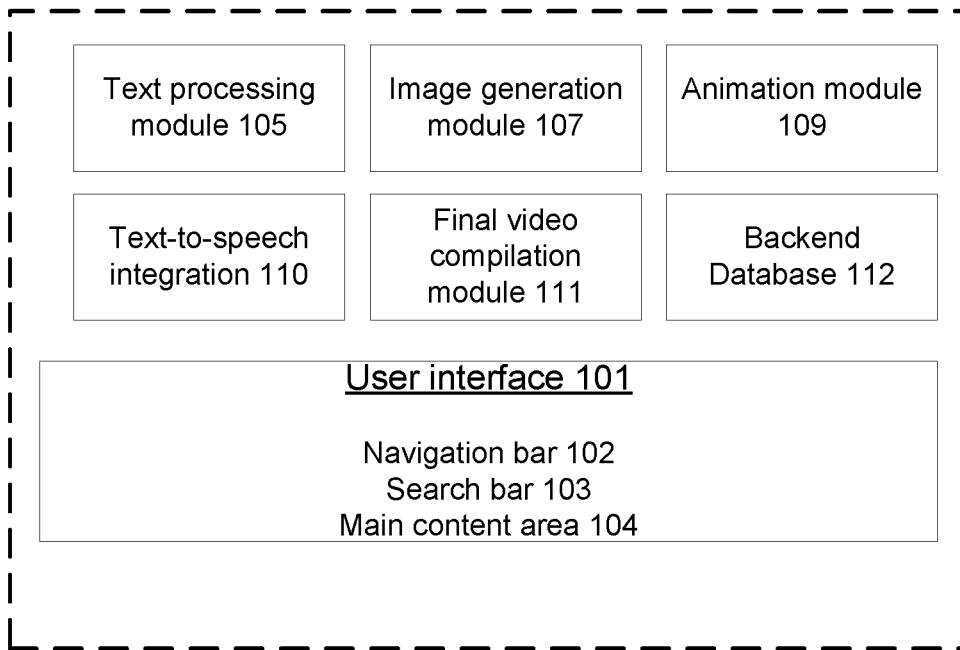 Text processing
module 105
Image generation
module 107
Animation module
109
Text-to-speech
integration 110
Final video
compilation
module 111
Backend
Database 112
User interface 101
Navigation bar 102
Search bar 103
Main content area 104